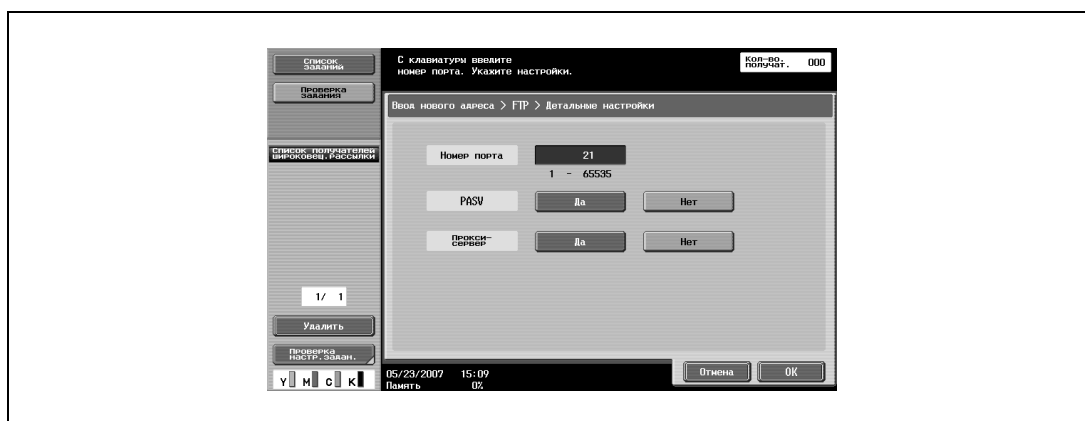 Список
заданий
Проверка
задания
Список получателей
широковещ.рассылки
1/ 1
Удалить
Проверка
настр.задан.
Y M C K
С клавиатуры введите
номер порта. Укажите настройки.
Кол-во.
получат. 000
Ввод нового адреса > FTP > Детальные настройки
Номер порта 21
1 - 65535
PASV Да Нет
Прокси-
сервер Да Нет
05/23/2007 15:09
Память 0%
Отмена OK